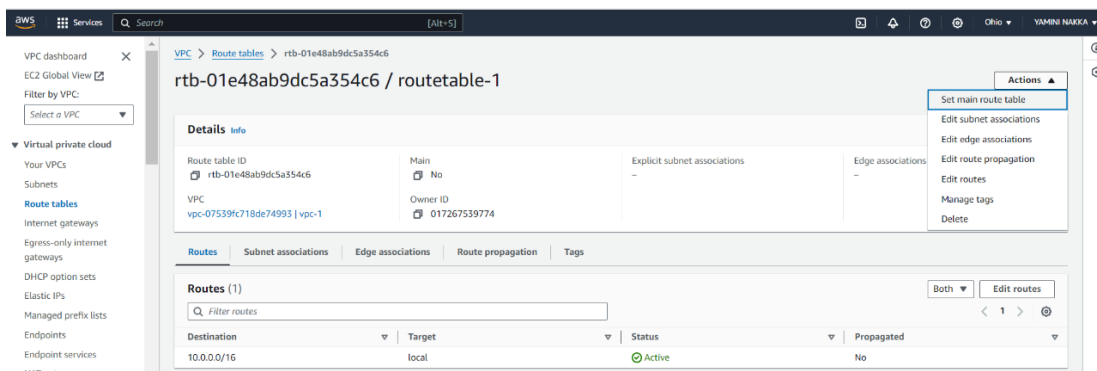 aws Services Search [Alt+S] Ohio YAMINI NAKKA
VPC dashboard
EC2 Global View
Filter by VPC:
Select a VPC
Virtual private cloud
Your VPCs
Subnets
Route tables
Internet gateways
Egress-only internet
gateways
DHCP option sets
Elastic IPs
Managed prefix lists
Endpoints
Endpoint services
VPC > Route tables > rtb-01e48ab9dc5a354c6
rtb-01e48ab9dc5a354c6 / routetable-1
Actions
Set main route table
Edit subnet associations
Edit edge associations
Edit route propagation
Edit routes
Manage tags
Delete
Details Info
Route table ID
rtb-01e48ab9dc5a354c6
Main
No
Explicit subnet associations
–
Edge associations
–
VPC
vpc-07539fc718de74993 | vpc-1
Owner ID
017267539774
Routes Subnet associations Edge associations Route propagation Tags
Routes (1)
Both Edit routes
Filter routes
< 1 >
Destination Target Status Propagated
10.0.0.0/16 local Active No